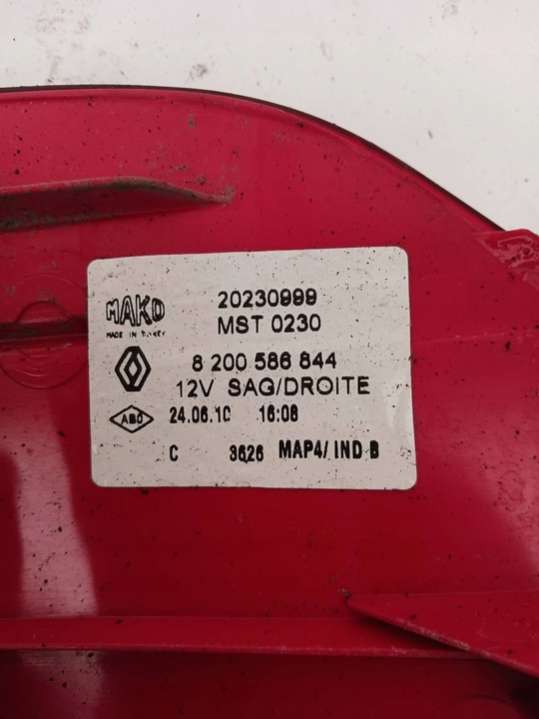 MAKO
20230999
MST 0230
MADE IN TURKEY
8 200 586 844
12V SAG/DROITE
ABO
24.06.10 16:08
C 3626 MAP4/ IND B